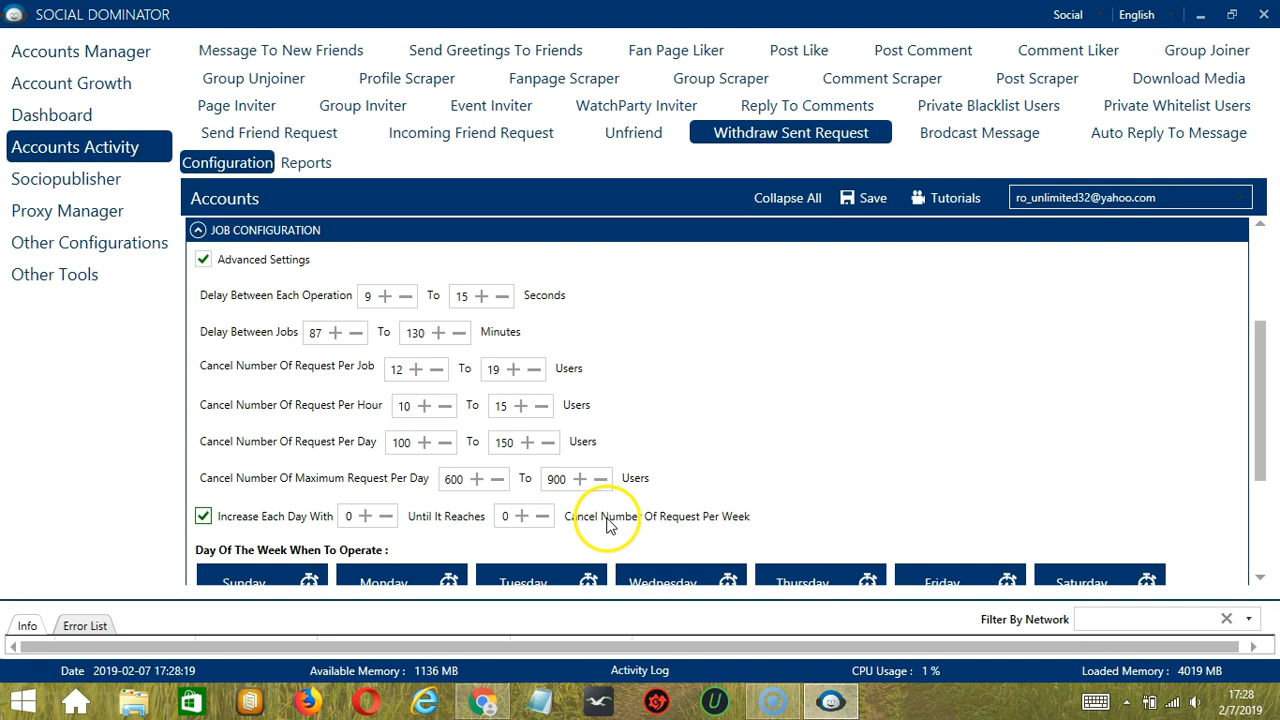 SOCIAL DOMINATOR
Social English
Accounts Manager
Account Growth
Dashboard
Accounts Activity
Sociopublisher
Proxy Manager
Other Configurations
Other Tools
Message To New Friends Send Greetings To Friends Fan Page Liker Post Like Post Comment Comment Liker Group Joiner
Group Unjoiner Profile Scraper Fanpage Scraper Group Scraper Comment Scraper Post Scraper Download Media
Page Inviter Group Inviter Event Inviter WatchParty Inviter Reply To Comments Private Blacklist Users Private Whitelist Users
Send Friend Request Incoming Friend Request Unfriend Withdraw Sent Request Brodcast Message Auto Reply To Message
Configuration Reports
Accounts Collapse All Save Tutorials ro_unlimited32@yahoo.com
JOB CONFIGURATION
Advanced Settings
Delay Between Each Operation 9 To 15 Seconds
Delay Between Jobs 87 To 130 Minutes
Cancel Number Of Request Per Job 12 To 19 Users
Cancel Number Of Request Per Hour 10 To 15 Users
Cancel Number Of Request Per Day 100 To 150 Users
Cancel Number Of Maximum Request Per Day 600 To 900 Users
Increase Each Day With 0 Until It Reaches 0 Cancel Number Of Request Per Week
Day Of The Week When To Operate :
Sunday Monday Tuesday Wednesday Thursday Friday Saturday
Info Error List Filter By Network
Date 2019-02-07 17:28:19 Available Memory : 1136 MB Activity Log CPU Usage : 1 % Loaded Memory : 4019 MB
17:28
2/7/2019